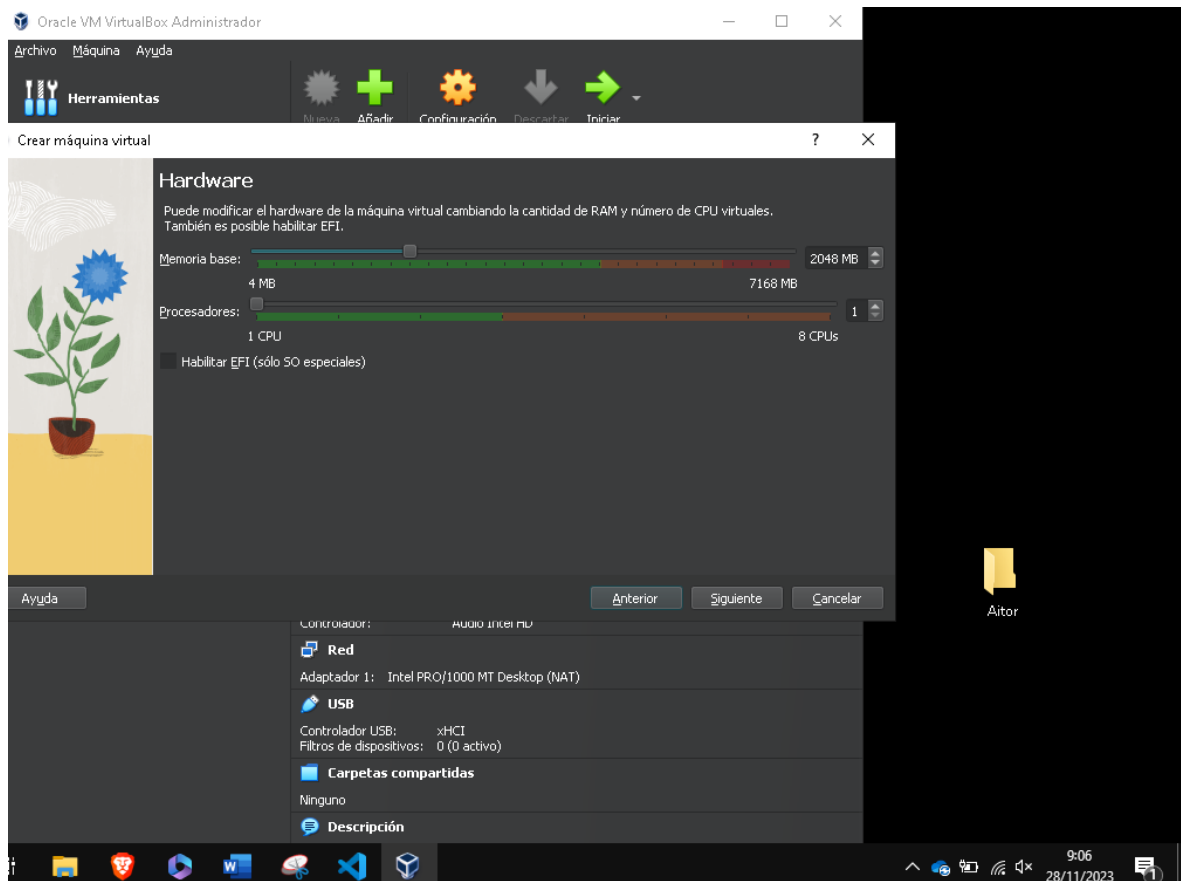 Oracle VM VirtualBox Administrador
Archivo Máquina Ayuda
Herramientas
Nueva Añadir Configuración Descartar Iniciar
Crear máquina virtual
Hardware
Puede modificar el hardware de la máquina virtual cambiando la cantidad de RAM y número de CPU virtuales.
También es posible habilitar EFI.
Memoria base: 2048 MB
4 MB 7168 MB
Procesadores: 1
1 CPU 8 CPUs
Habilitar EFI (sólo SO especiales)
Ayuda Anterior Siguiente Cancelar
Aitor
Controlador: Audio Intel HD
Red
Adaptador 1: Intel PRO/1000 MT Desktop (NAT)
USB
Controlador USB: xHCI
Filtros de dispositivos: 0 (0 activo)
Carpetas compartidas
Ninguno
Descripción
9:06
28/11/2023
1